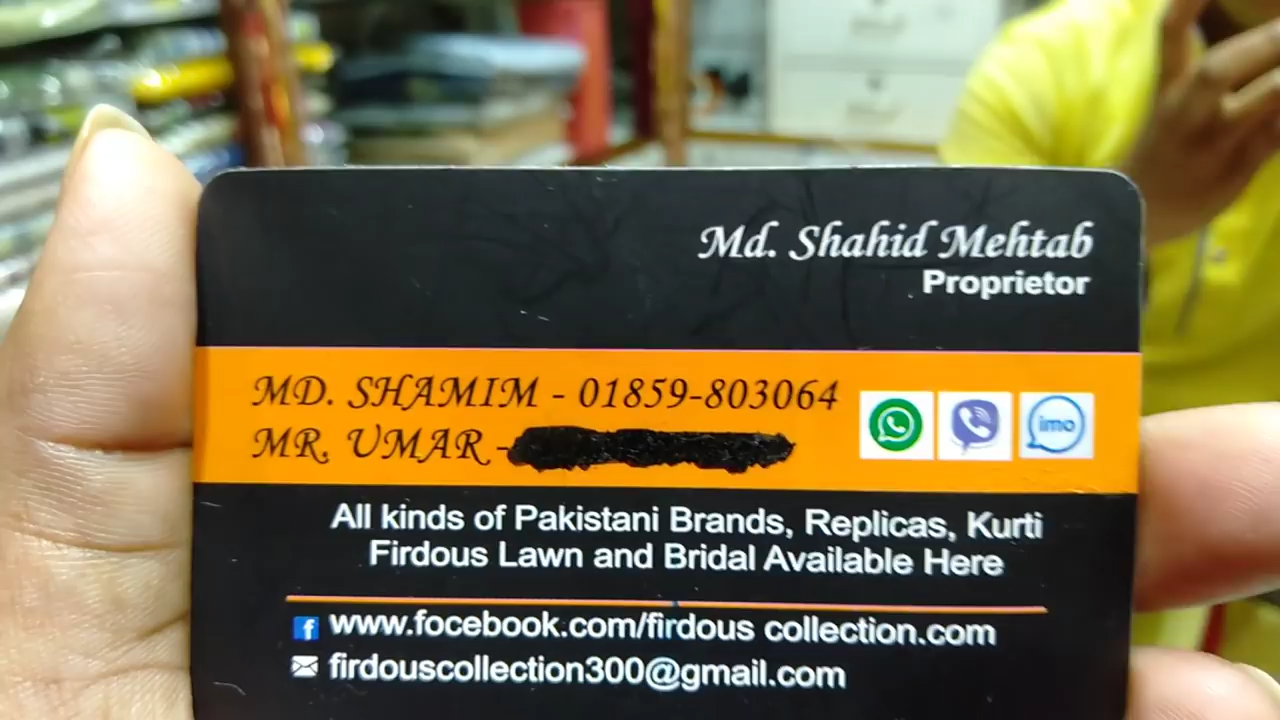 Md. Shahid Mehtab
Proprietor
MD. SHAMIM - 01859-803064
MR. UMAR -
imo
All kinds of Pakistani Brands, Replicas, Kurti
Firdous Lawn and Bridal Available Here
f www.focebook.com/firdous collection.com
firdouscollection300@gmail.com